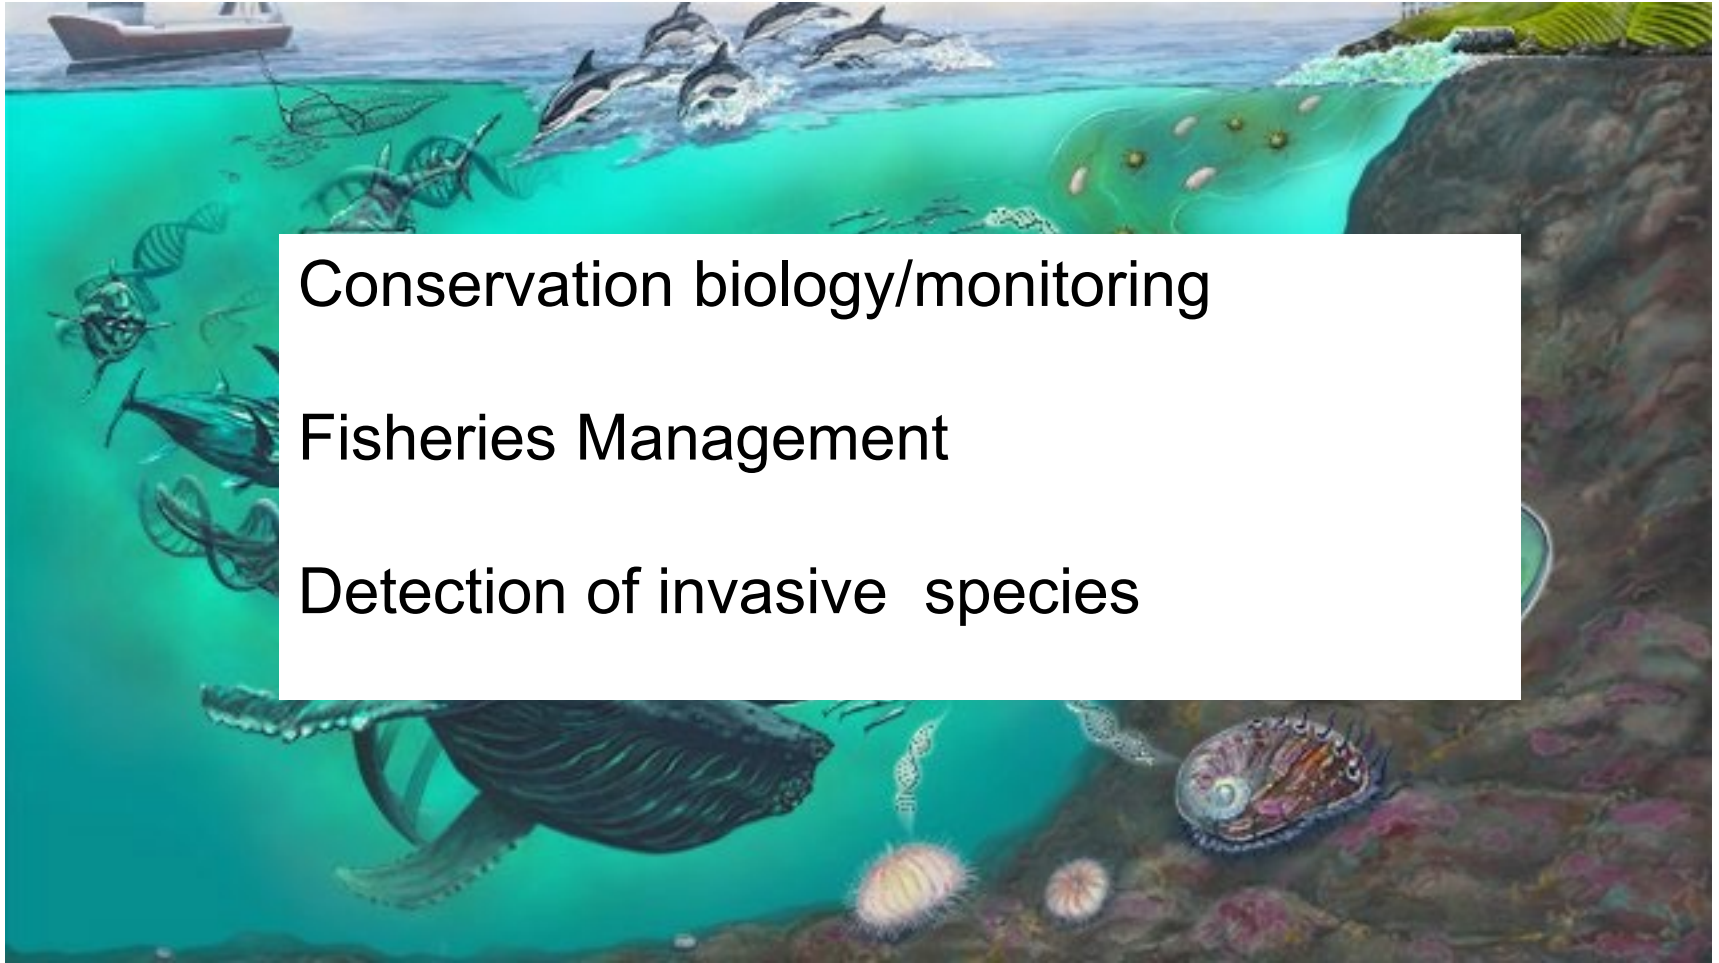 Conservation biology/monitoring
Fisheries Management
Detection of invasive  species